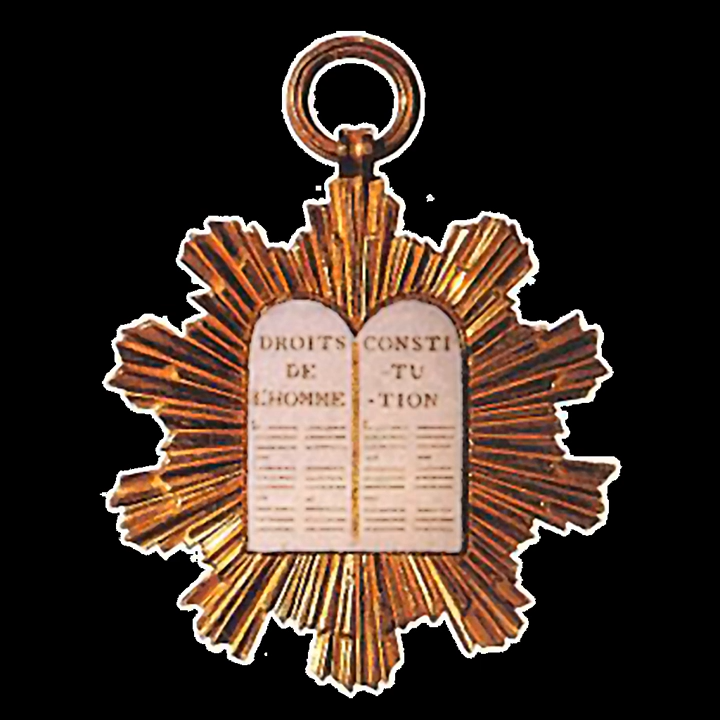 DROITS
DE
L'HOMME
CONSTI
-TU
-TION